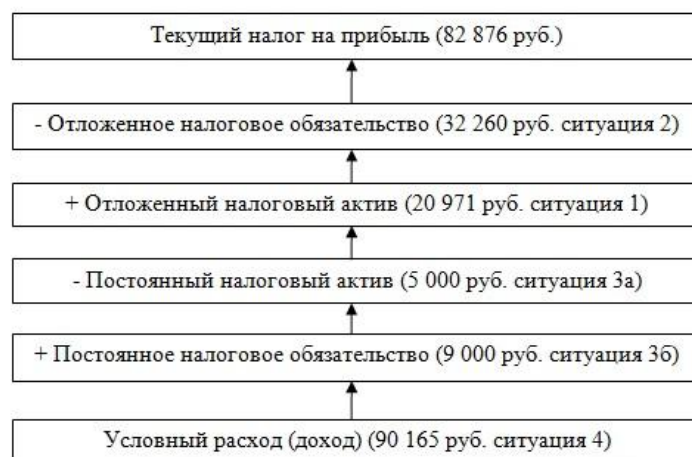 Текущий налог на прибыль (82 876 руб.)
- Отложенное налоговое обязательство (32 260 руб. ситуация 2)
+ Отложенный налоговый актив (20 971 руб. ситуация 1)
- Постоянный налоговый актив (5 000 руб. ситуация 3а)
+ Постоянное налоговое обязательство (9 000 руб. ситуация 3б)
Условный расход (доход) (90 165 руб. ситуация 4)